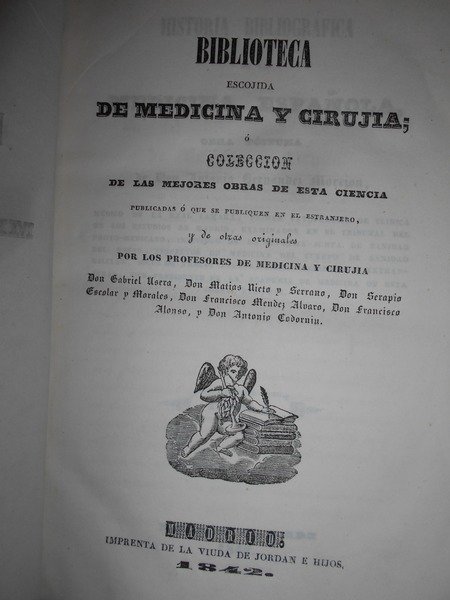 BIBLIOTECA
ESCOJIDA
DE MEDICINA Y CIRUJIA;
ó
COLECCION
DE LAS MEJORES OBRAS DE ESTA CIENCIA
PUBLICADAS Ó QUE SE PUBLIQUEN EN EL ESTRANJERO,
y de otras originales
POR LOS PROFESORES DE MEDICINA Y CIRUJIA
Don Gabriel Usera, Don Matias Nieto y Serrano, Don Serapio
Escolar y Morales, Don Francisco Mendez Alvaro, Don Francisco
Alonso, y Don Antonio Codorniu.
MADRID:
IMPRENTA DE LA VIUDA DE JORDAN E HIJOS,
1842.